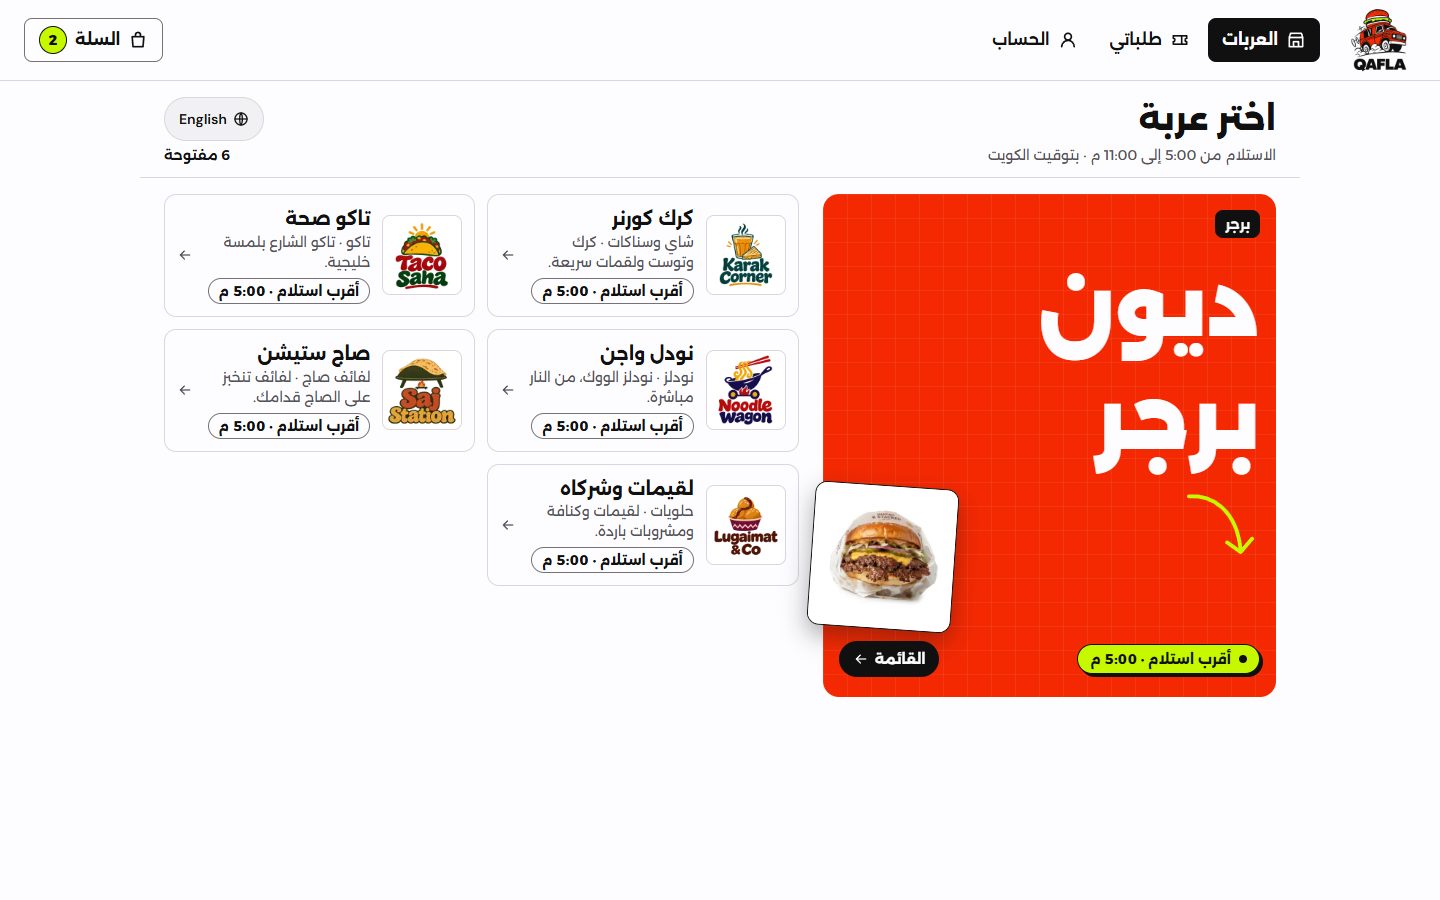 QAFLA
العربات
طلباتي
الحساب
السلة 2
اختر عربة
الاستلام من 5:00 إلى 11:00 م · بتوقيت الكويت
English
6 مفتوحة
برجر
ديون
برجر
أقرب استلام · 5:00 م
القائمة
Karak
Corner
كرك كورنر
شاي وسناكات · كرك
وتوست ولقمات سريعة.
أقرب استلام · 5:00 م
Taco
Saha
تاكو صحة
تاكو · تاكو الشارع بلمسة
خليجية.
أقرب استلام · 5:00 م
Noodle
Wagon
نودل واجن
نودلز · نودلز الووك، من النار
مباشرة.
أقرب استلام · 5:00 م
Saj
Station
صاج ستيشن
لفائف صاج · لفائف تنخبز
على الصاج قدامك.
أقرب استلام · 5:00 م
Lugaimat
&Co
لقيمات وشركاه
حلويات · لقيمات وكنافة
ومشروبات باردة.
أقرب استلام · 5:00 م